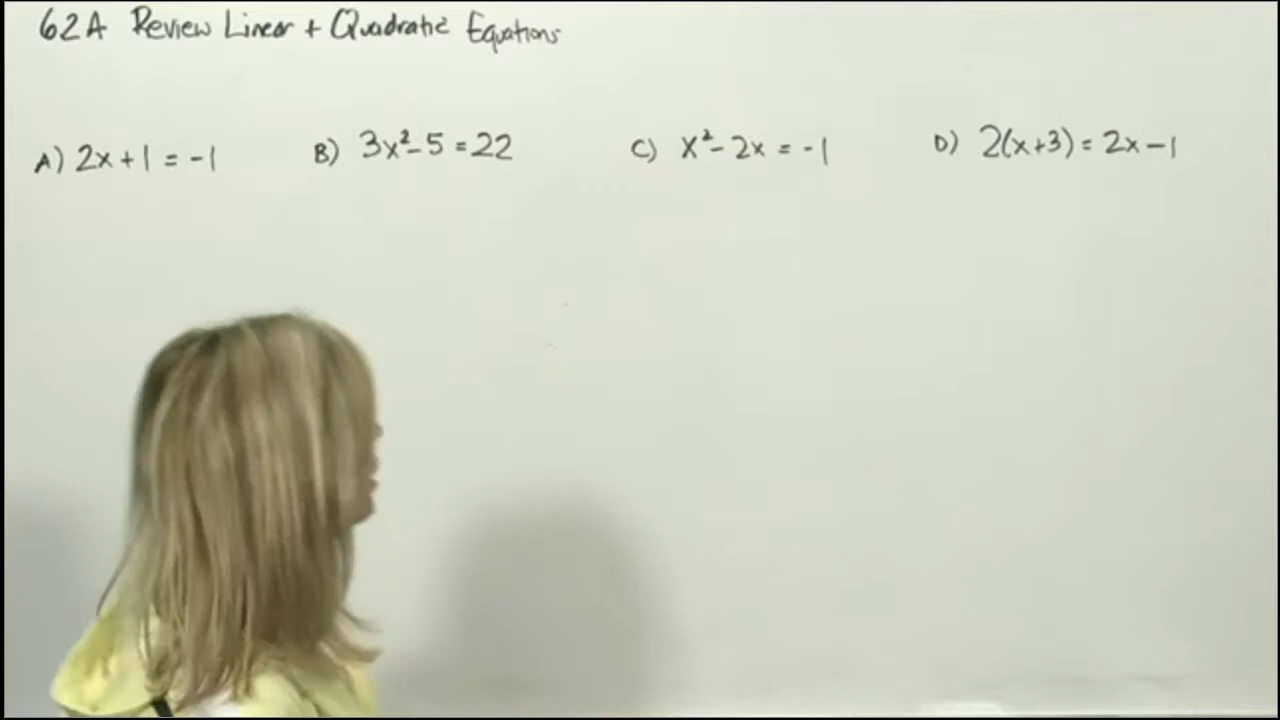 62A Review Linear + Quadratic Equations
A) 2x + 1 = -1 B) 3x² - 5 = 22 C) x² - 2x = -1 D) 2(x+3) = 2x - 1